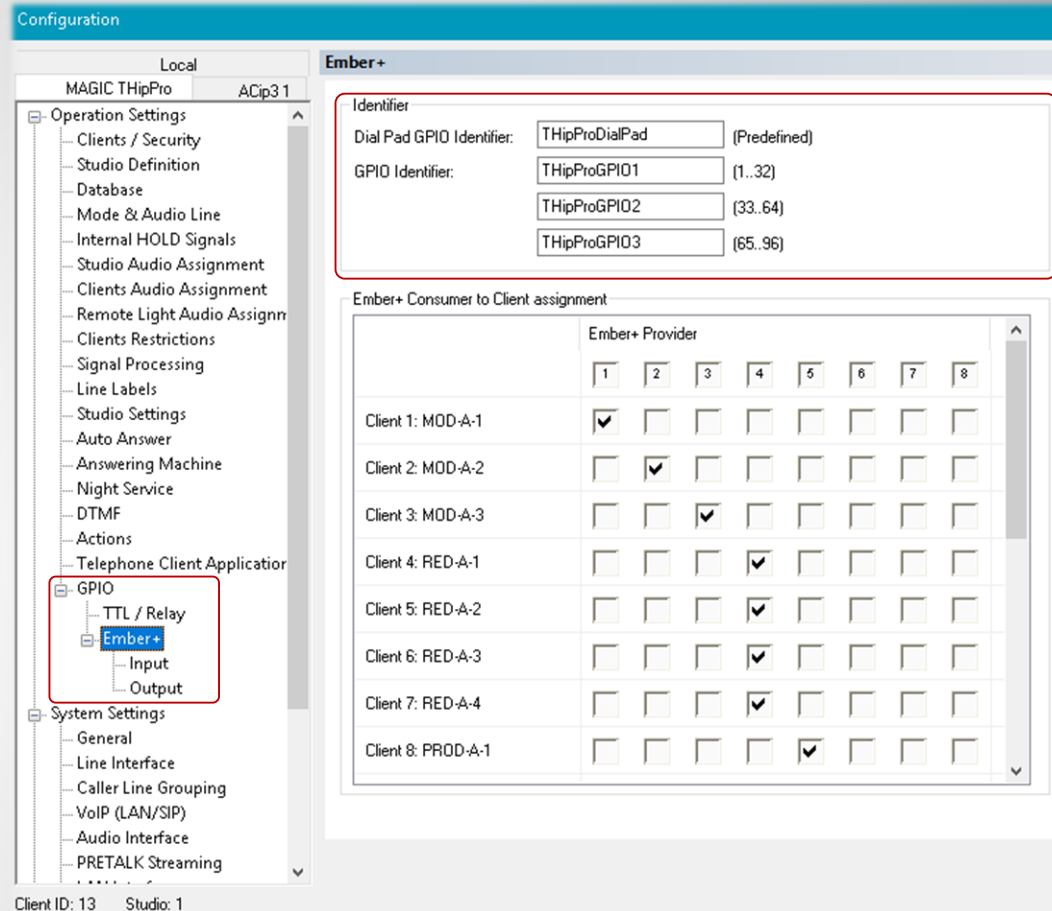 Configuration
Local
MAGIC THipPro
ACip3 1
Operation Settings
Clients / Security
Studio Definition
Database
Mode & Audio Line
Internal HOLD Signals
Studio Audio Assignment
Clients Audio Assignment
Remote Light Audio Assignm
Clients Restrictions
Signal Processing
Line Labels
Studio Settings
Auto Answer
Answering Machine
Night Service
DTMF
Actions
Telephone Client Application
GPIO
TTL / Relay
Ember+
Input
Output
System Settings
General
Line Interface
Caller Line Grouping
VoIP (LAN/SIP)
Audio Interface
PRETALK Streaming
Client ID: 13 Studio: 1
Ember+
Identifier
Dial Pad GPIO Identifier: THipProDialPad (Predefined)
GPIO Identifier: THipProGPIO1 (1..32)
THipProGPIO2 (33..64)
THipProGPIO3 (65..96)
Ember+ Consumer to Client assignment
Ember+ Provider
1 2 3 4 5 6 7 8
Client 1: MOD-A-1
Client 2: MOD-A-2
Client 3: MOD-A-3
Client 4: RED-A-1
Client 5: RED-A-2
Client 6: RED-A-3
Client 7: RED-A-4
Client 8: PROD-A-1